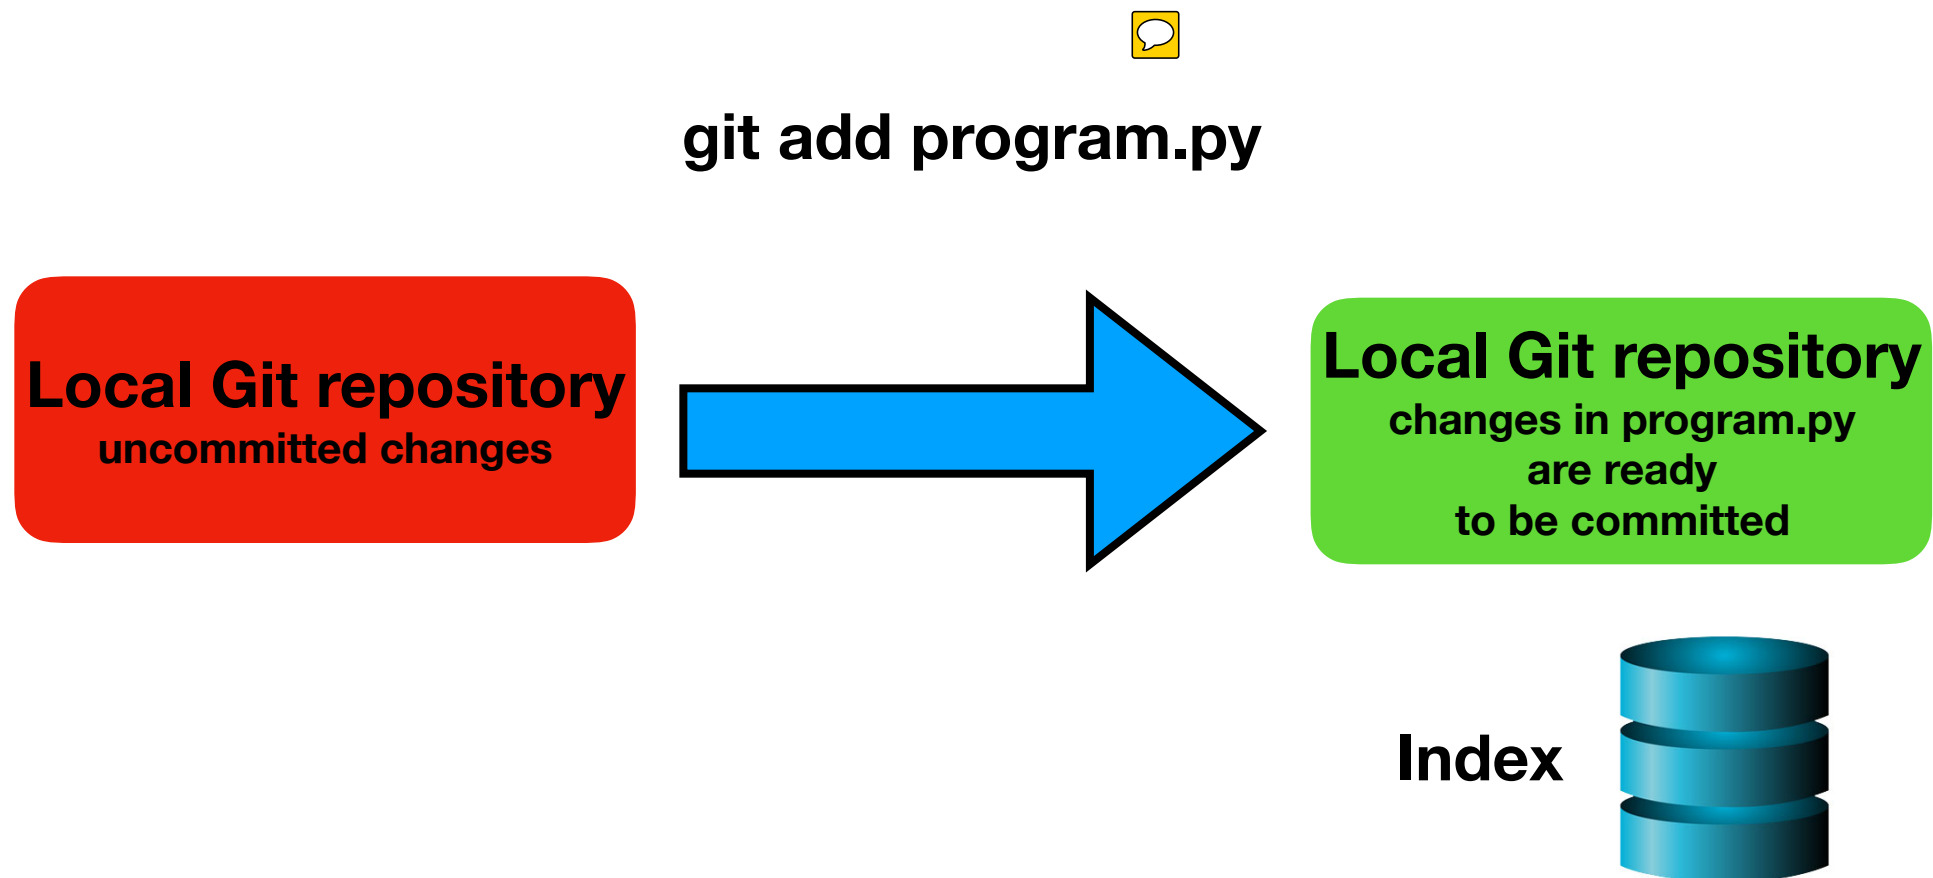 git add program.py
Local Git repository
uncommitted changes
Local Git repository
changes in program.py
are ready
to be committed
Index